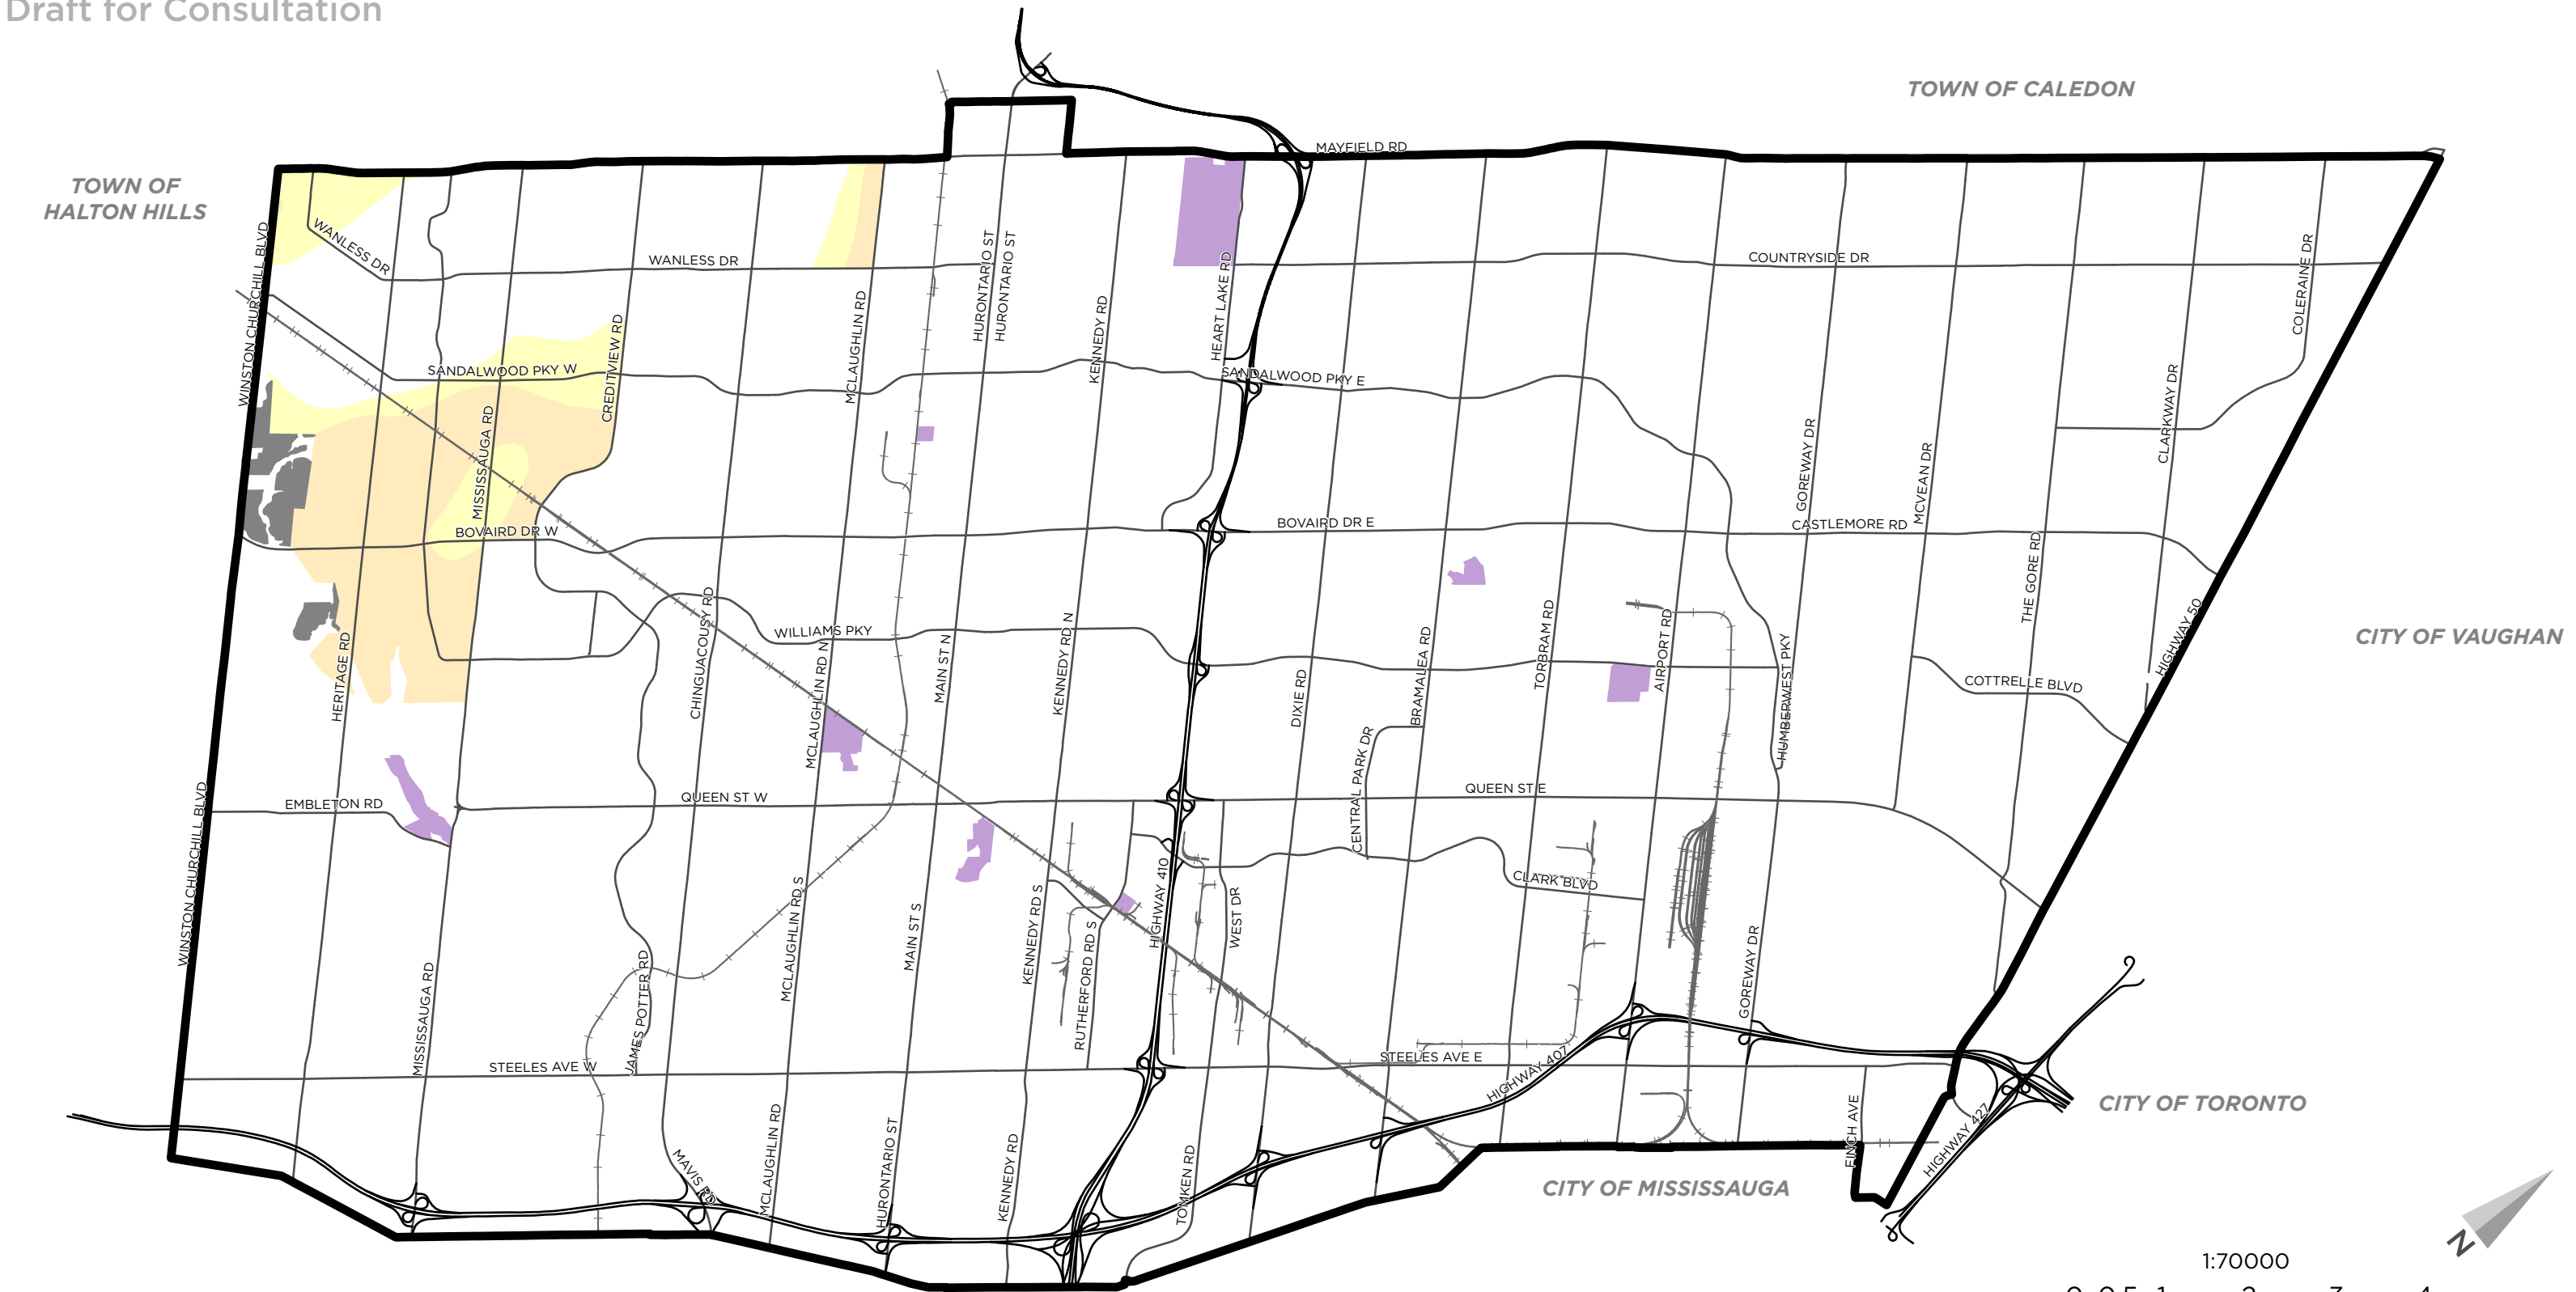 Draft for Consultation
TOWN OF CALEDON
MAYFIELD RD
TOWN OF
HALTON HILLS
WANLESS DR
WANLESS DR
COUNTRYSIDE DR
WINSTON CHURCHILL BLVD
HURONTARIO ST
HURONTARIO ST
COLERAINE DR
MCLAUGHLIN RD
KENNEDY RD
HEART LAKE RD
CREDITVIEW RD
SANDALWOOD PKY W
SANDALWOOD PKY E
CLARKWAY DR
MISSISSAUGA RD
GOREWAY DR
MCVEAN DR
BOVAIRD DR W
BOVAIRD DR E
CASTLEMORE RD
THE GORE RD
CHINGUACOUSY RD
WILLIAMS PKY
HIGHWAY 50
CITY OF VAUGHAN
HERITAGE RD
MCLAUGHLIN RD N
MAIN ST N
KENNEDY RD N
DIXIE RD
BRAMALEA RD
TORBRAM RD
AIRPORT RD
HUMBERWEST PKY
COTTRELLE BLVD
CENTRAL PARK DR
WINSTON CHURCHILL BLVD
EMBLETON RD
QUEEN ST W
QUEEN ST E
CLARK BLVD
HIGHWAY 410
WEST DR
MCLAUGHLIN RD S
MAIN ST S
KENNEDY RD S
RUTHERFORD RD S
MISSISSAUGA RD
JAMES POTTER RD
GOREWAY DR
STEELES AVE W
STEELES AVE E
HIGHWAY 407
CITY OF TORONTO
FINCH AVE
HIGHWAY 427
MAVIS RD
MCLAUGHLIN RD
HURONTARIO ST
KENNEDY RD
TOMKEN RD
CITY OF MISSISSAUGA
N
1:70000
0 0.5 1 2 3 4